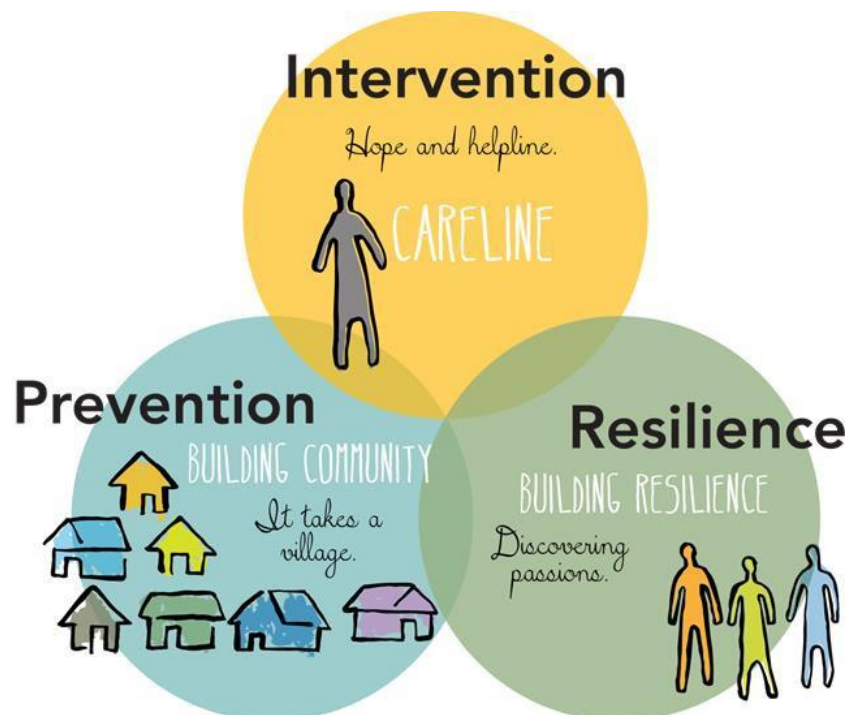 Intervention
Hope and helpline.
CARELINE
Prevention
BUILDING COMMUNITY
It takes a
village.
Resilience
BUILDING RESILIENCE
Discovering
passions.